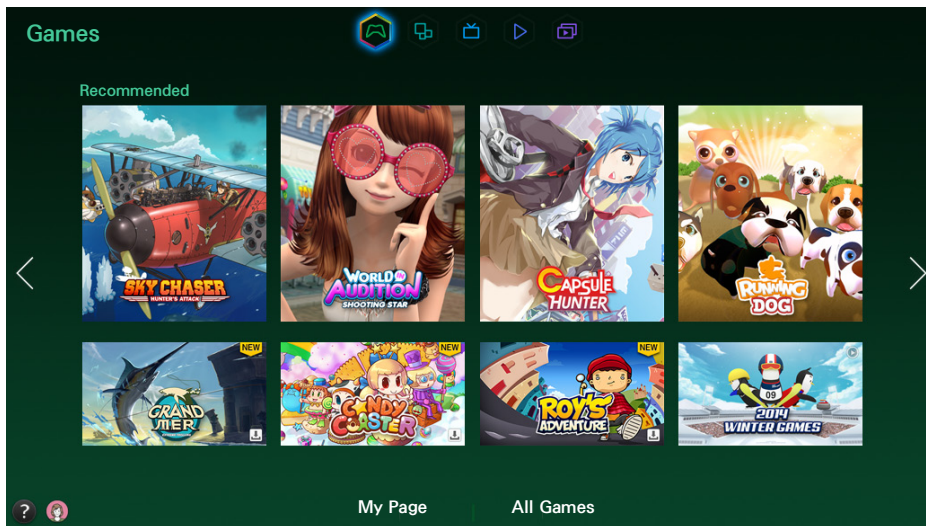 Games
Recommended
SKY CHASER
HUNTER'S ATTACK!
WORLD IN
AUDITION
SHOOTING STAR
CAPSULE
HUNTER
RUNNING
DOG
NEW
GRAND
MER
NEW
CANDY
COASTER
NEW
ROY'S
ADVENTURE
09
2014
WINTER GAMES
?
My Page
All Games